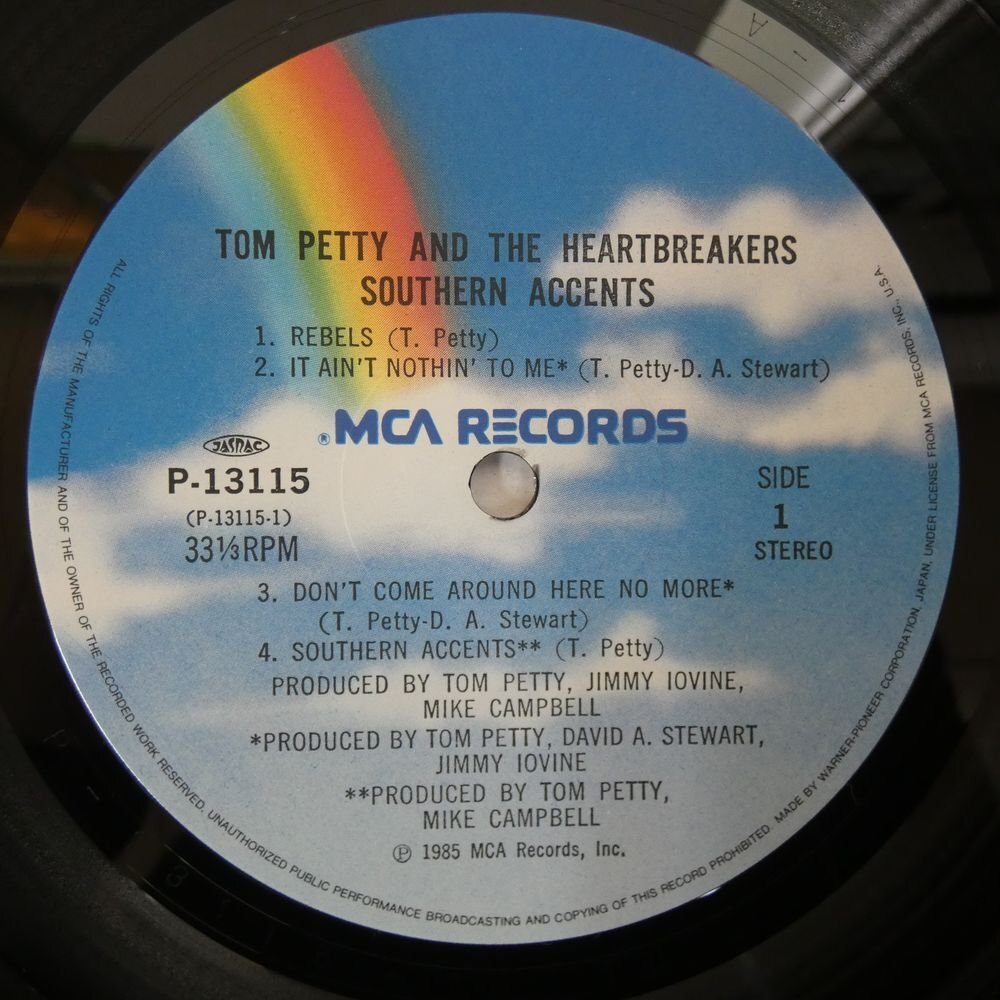 TOM PETTY AND THE HEARTBREAKERS
SOUTHERN ACCENTS
1. REBELS (T. Petty)
2. IT AIN'T NOTHIN' TO ME* (T. Petty-D. A. Stewart)
® MCA RECORDS
JASRAC
P-13115
(P-13115-1)
33⅓RPM
SIDE
1
STEREO
3. DON'T COME AROUND HERE NO MORE*
(T. Petty-D. A. Stewart)
4. SOUTHERN ACCENTS** (T. Petty)
PRODUCED BY TOM PETTY, JIMMY IOVINE,
MIKE CAMPBELL
*PRODUCED BY TOM PETTY, DAVID A. STEWART,
JIMMY IOVINE
**PRODUCED BY TOM PETTY,
MIKE CAMPBELL
℗ 1985 MCA Records, Inc.
ALL RIGHTS OF THE MANUFACTURER AND OF THE OWNER OF THE RECORDED WORK RESERVED. UNAUTHORIZED PUBLIC PERFORMANCE BROADCASTING AND COPYING OF THIS RECORD PROHIBITED. MADE BY WARNER-PIONEER CORPORATION, JAPAN, UNDER LICENSE FROM MCA RECORDS, INC., U.S.A.